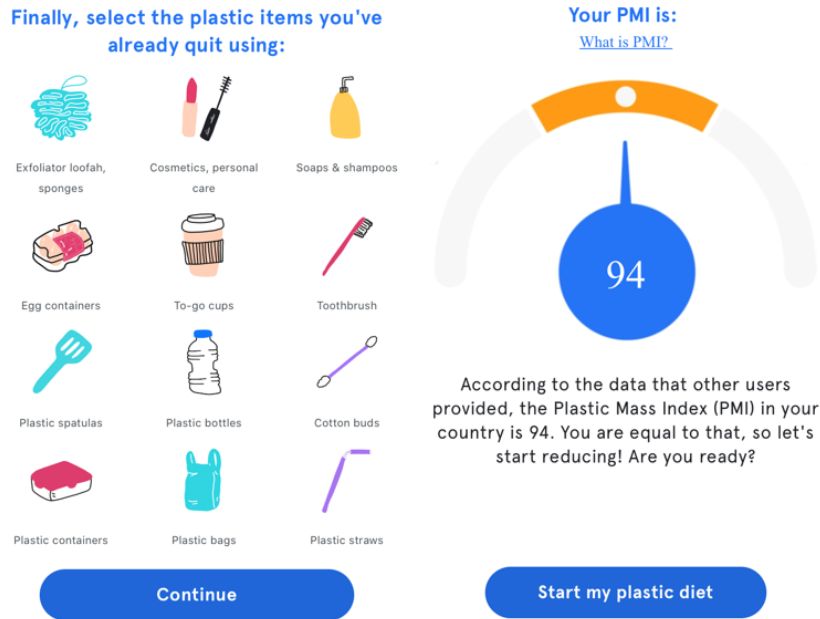 Finally, select the plastic items you've
already quit using:
Exfoliator loofah,
sponges
Cosmetics, personal
care
Soaps & shampoos
Egg containers
To-go cups
Toothbrush
Plastic spatulas
Plastic bottles
Cotton buds
Plastic containers
Plastic bags
Plastic straws
Continue
Your PMI is:
What is PMI?
94
According to the data that other users
provided, the Plastic Mass Index (PMI) in your
country is 94. You are equal to that, so let's
start reducing! Are you ready?
Start my plastic diet